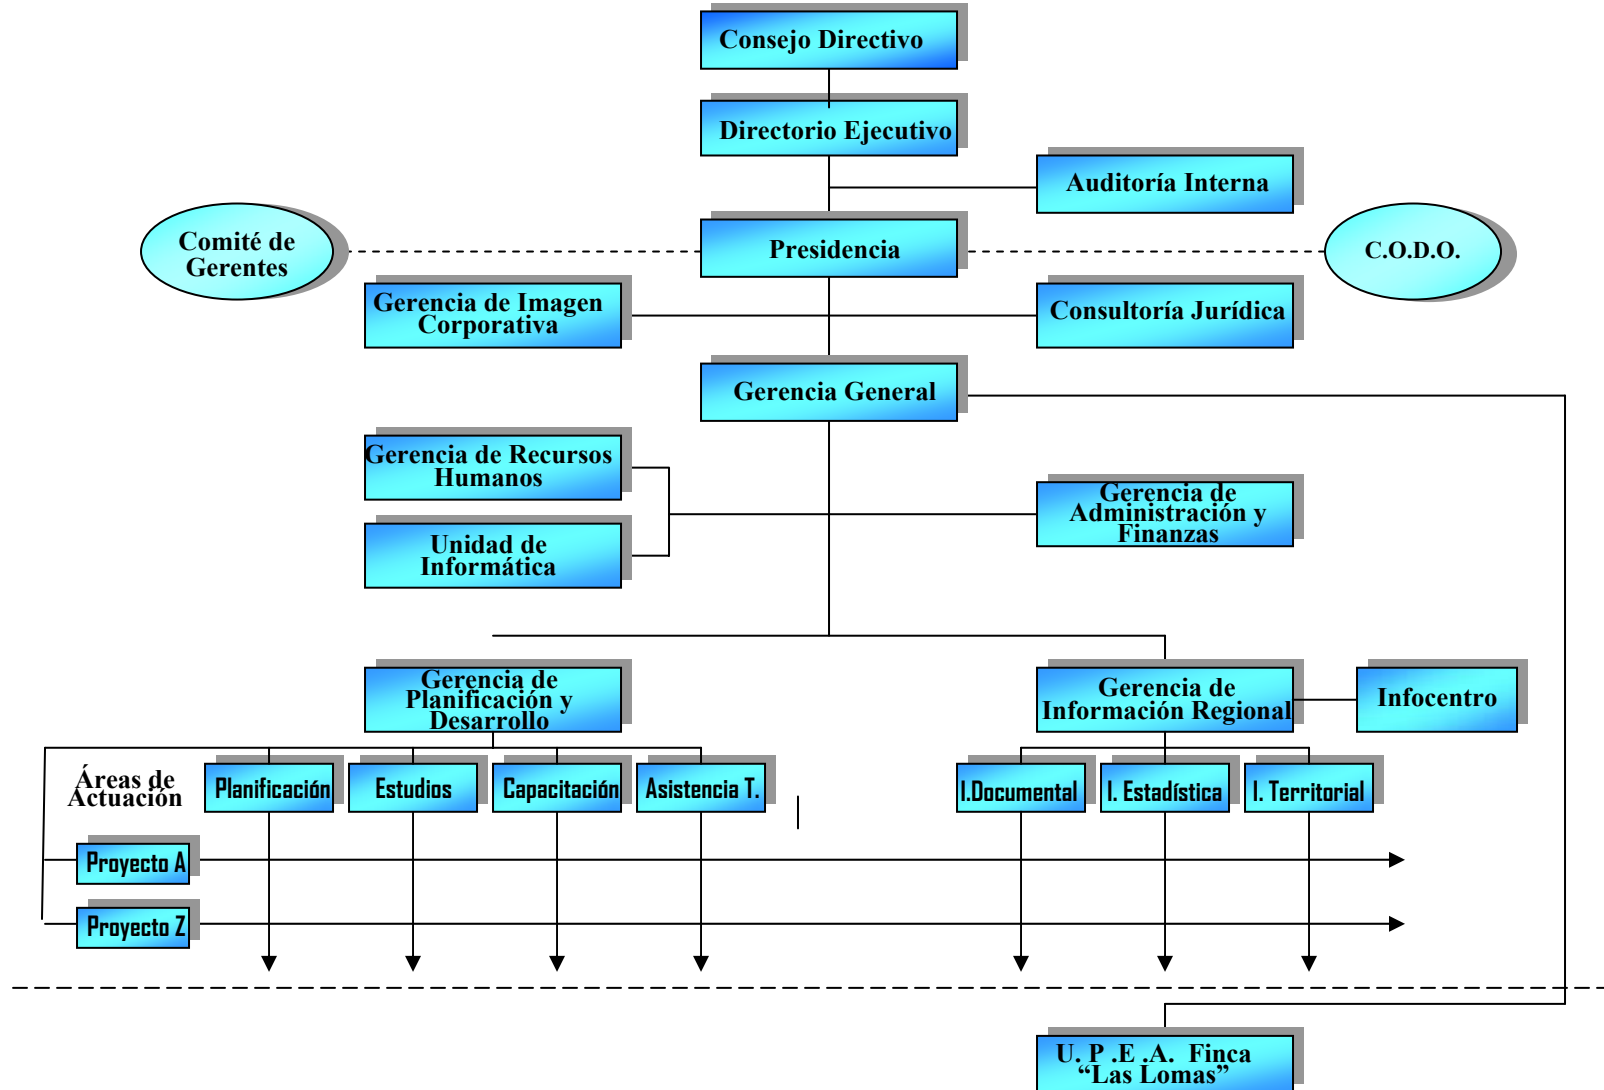 Consejo Directivo
Directorio Ejecutivo
Auditoría Interna
Comité de
Gerentes
Presidencia
C.O.D.O.
Gerencia de Imagen
Corporativa
Consultoría Jurídica
Gerencia General
Gerencia de Recursos
Humanos
Unidad de
Informática
Gerencia de
Administración y
Finanzas
Gerencia de
Planificación y
Desarrollo
Gerencia de
Información Regional
Infocentro
Áreas de
Actuación
Planificación
Estudios
Capacitación
Asistencia T.
I.Documental
I. Estadística
I. Territorial
Proyecto A
Proyecto Z
U. P .E .A. Finca
“Las Lomas”